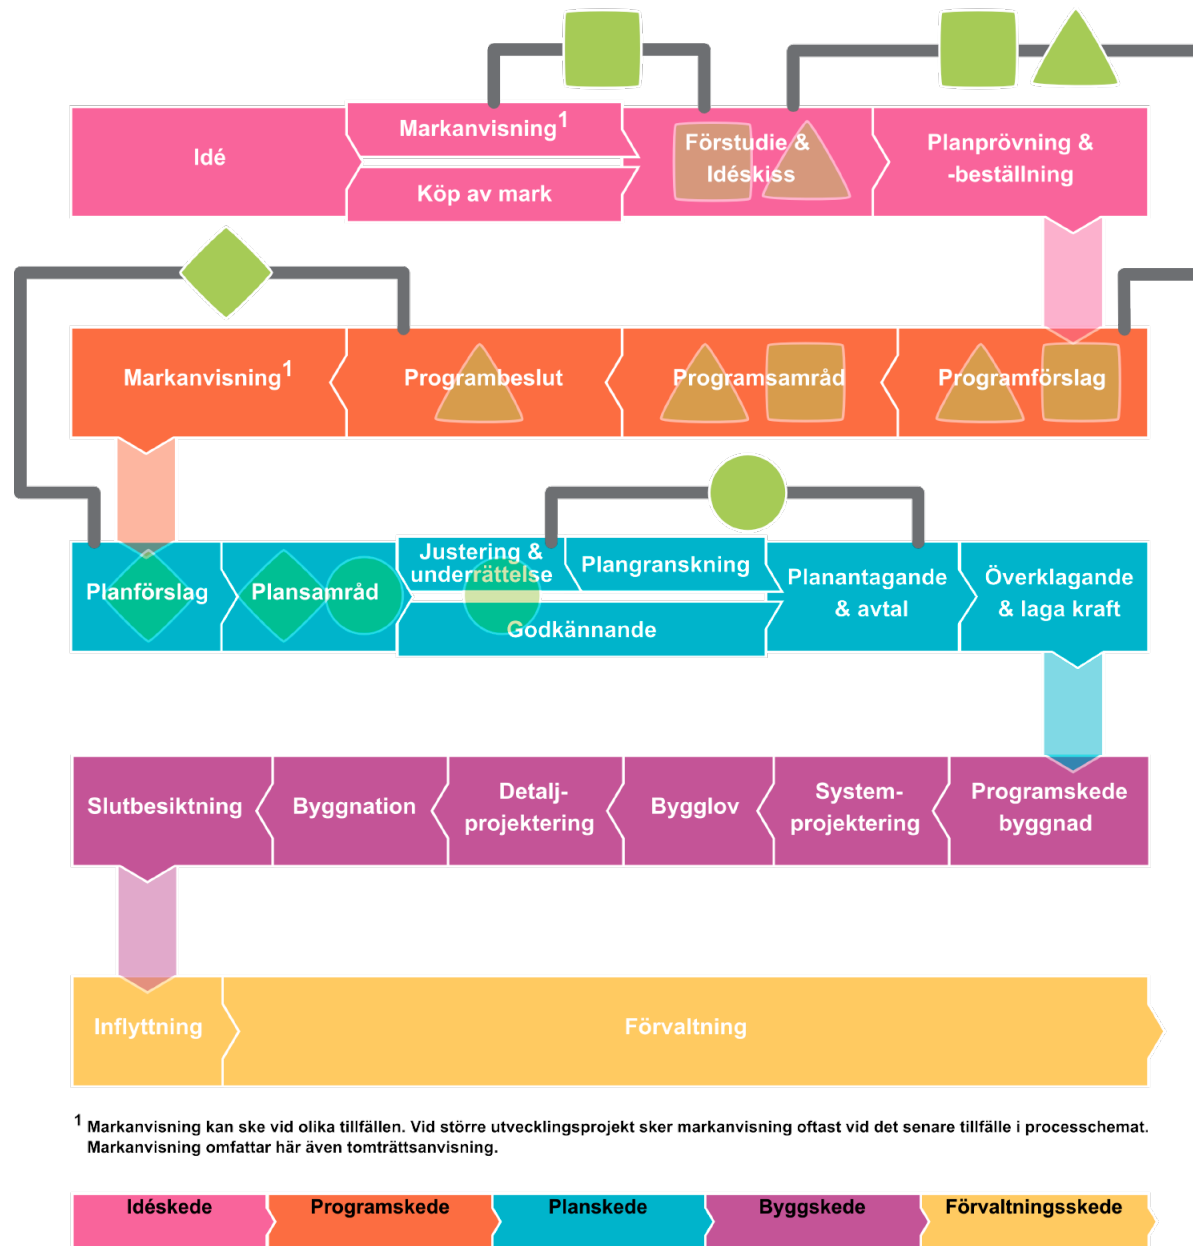 Idé
Markanvisning1
Köp av mark
Förstudie &
Idéskiss
Planprövning &
-beställning
Markanvisning1
Programbeslut
Programsamråd
Programförslag
Planförslag
Plansamråd
Justering &
underrättelse
Plangranskning
Godkännande
Planantagande
& avtal
Överklagande
& laga kraft
Slutbesiktning
Byggnation
Detalj-
projektering
Bygglov
System-
projektering
Programskede
byggnad
Inflyttning
Förvaltning
1 Markanvisning kan ske vid olika tillfällen. Vid större utvecklingsprojekt sker markanvisning oftast vid det senare tillfälle i processchemat.
Markanvisning omfattar här även tomträttsanvisning.
Idéskede
Programskede
Planskede
Byggskede
Förvaltningsskede